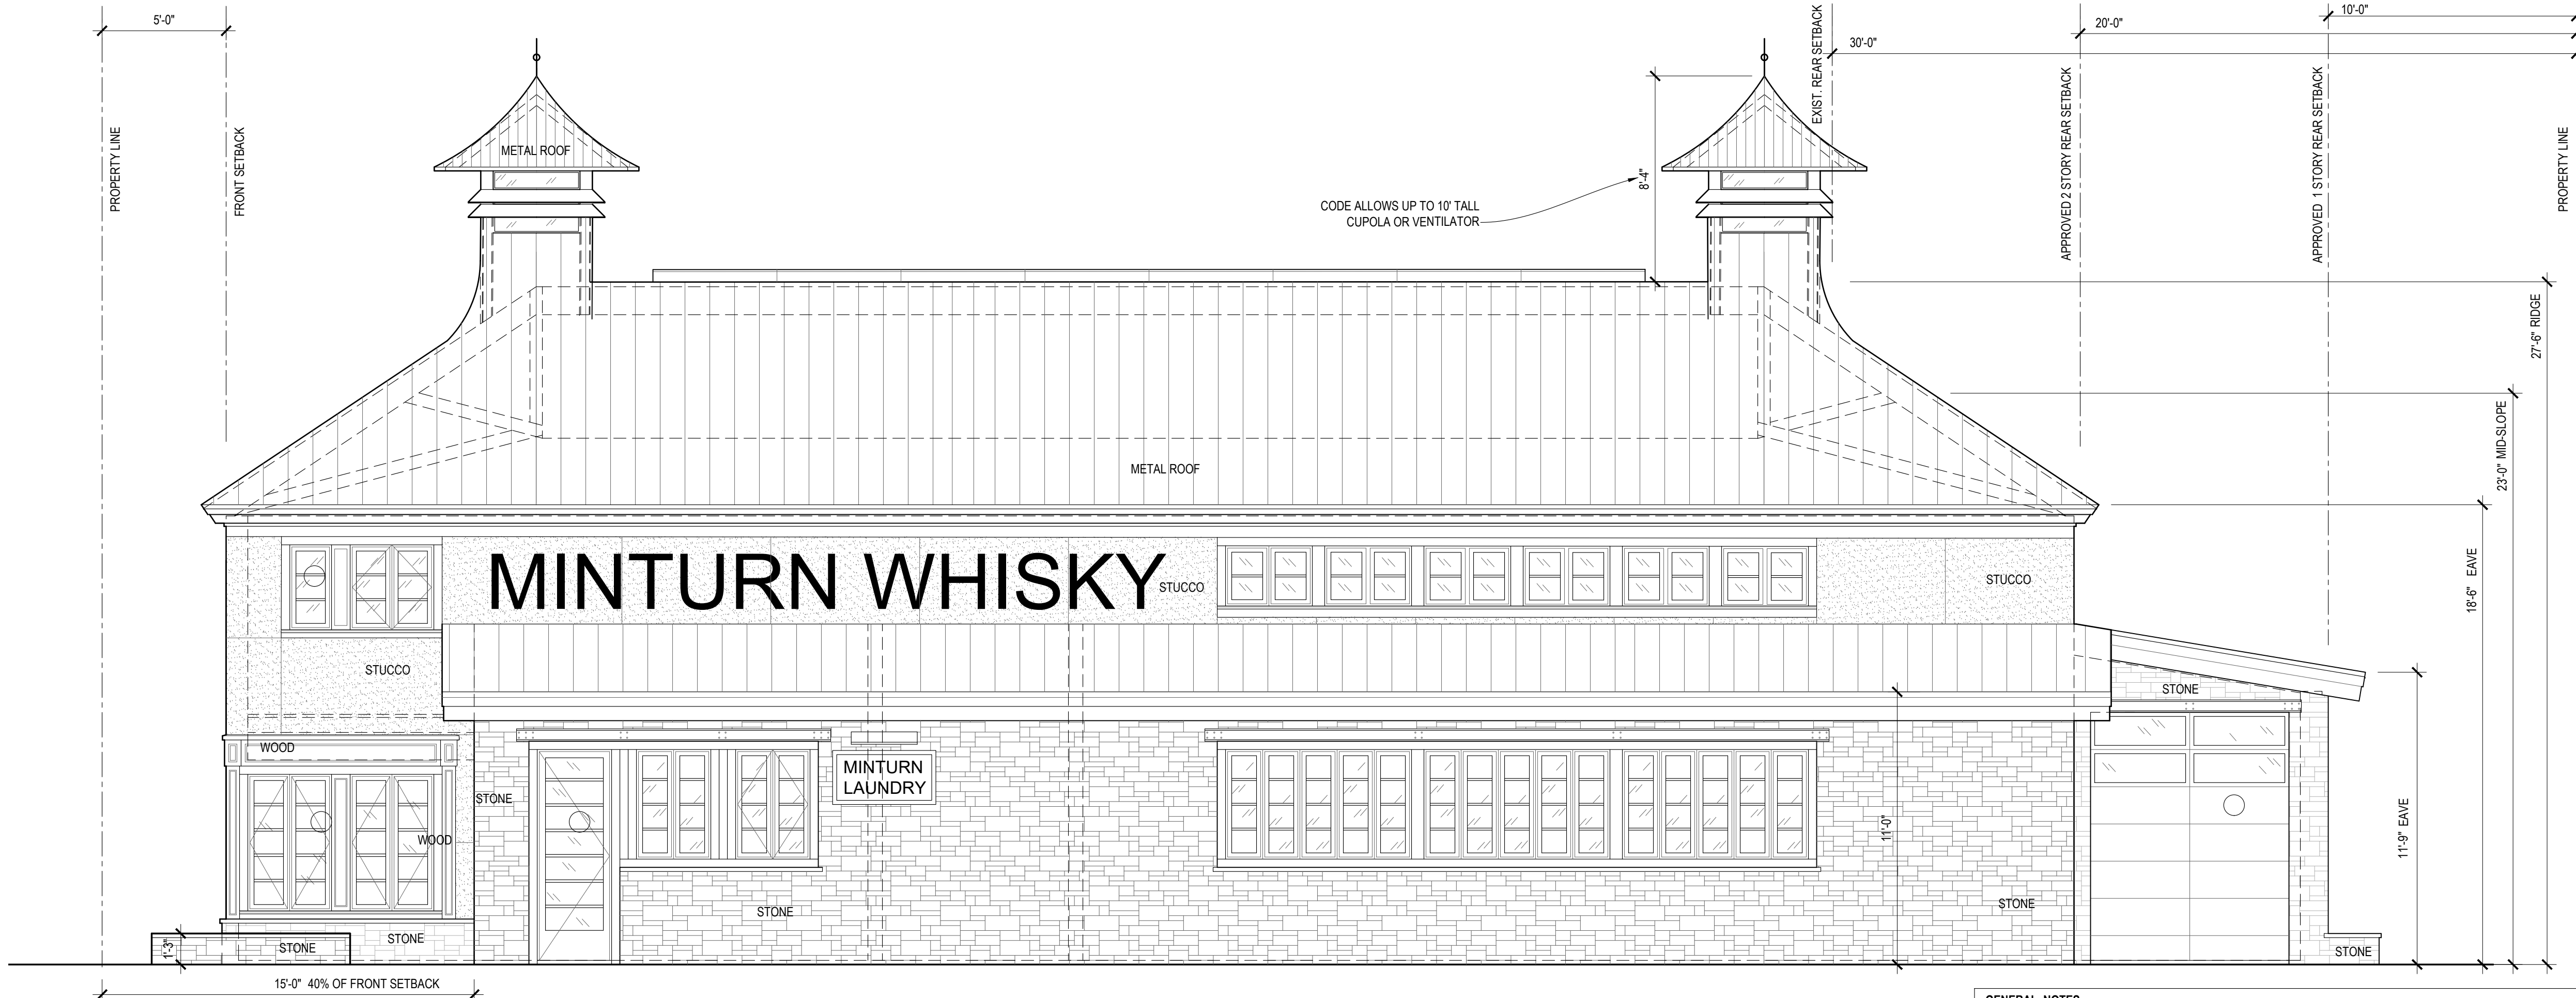 5'-0"
EXIST. REAR SETBACK
30'-0"
20'-0"
10'-0"
PROPERTY LINE
FRONT SETBACK
METAL ROOF
CODE ALLOWS UP TO 10' TALL
CUPOLA OR VENTILATOR
8'-4"
APPROVED 2 STORY REAR SETBACK
APPROVED 1 STORY REAR SETBACK
PROPERTY LINE
27'-6" RIDGE
23'-0" MID-SLOPE
METAL ROOF
MINTURN WHISKY
STUCCO
STUCCO
18'-6" EAVE
STUCCO
STONE
WOOD
MINTURN
LAUNDRY
STONE
WOOD
11'-0"
11'-9" EAVE
STONE
STONE
STONE
STONE
1'-3"
STONE
15'-0" 40% OF FRONT SETBACK